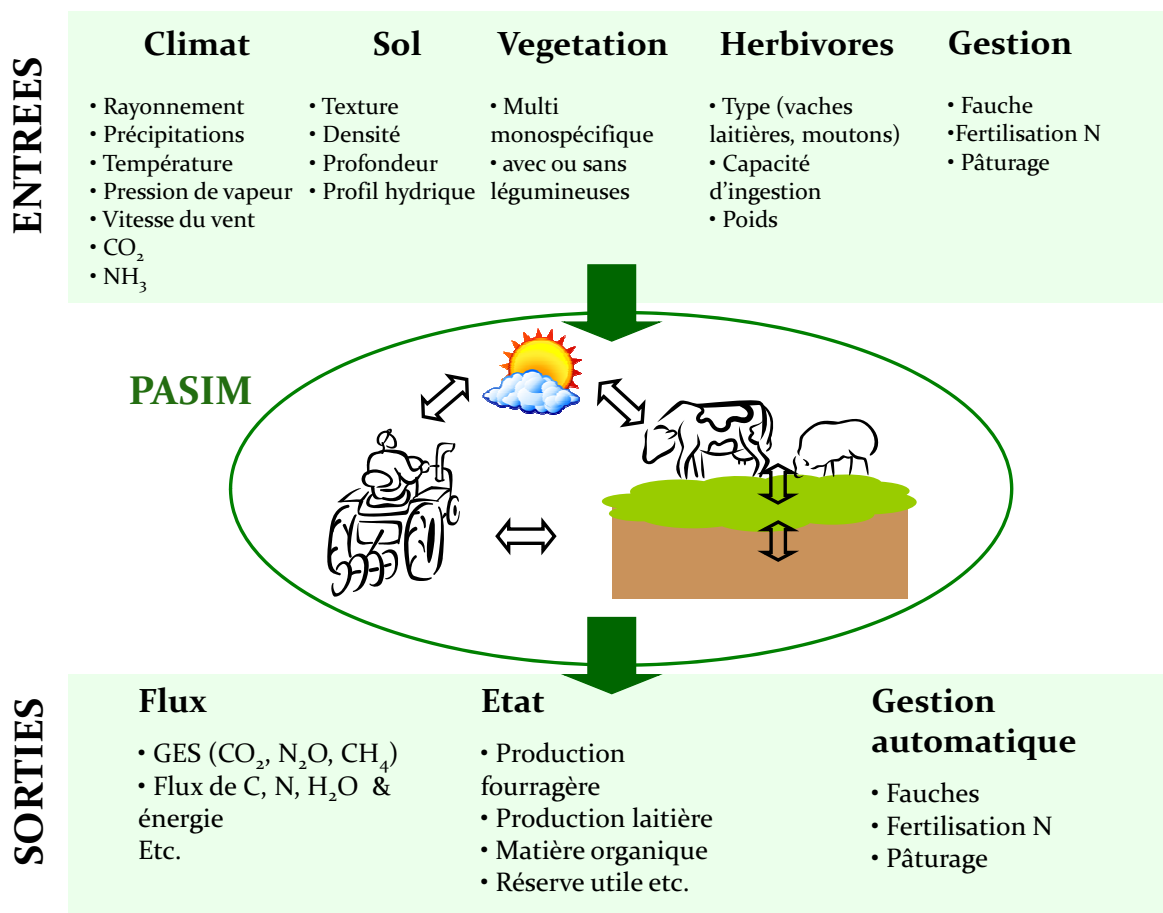 ENTREES
Climat
• Rayonnement
• Précipitations
• Température
• Pression de vapeur
• Vitesse du vent
• CO₂
• NH₃
Sol
• Texture
• Densité
• Profondeur
• Profil hydrique
Vegetation
• Multi
monospécifique
• avec ou sans
légumineuses
Herbivores
• Type (vaches
laitières, moutons)
• Capacité
d’ingestion
• Poids
Gestion
• Fauche
•Fertilisation N
• Pâturage
PASIM
SORTIES
Flux
• GES (CO₂, N₂O, CH₄)
• Flux de C, N, H₂O &
énergie
Etc.
Etat
• Production
fourragère
• Production laitière
• Matière organique
• Réserve utile etc.
Gestion
automatique
• Fauches
• Fertilisation N
• Pâturage